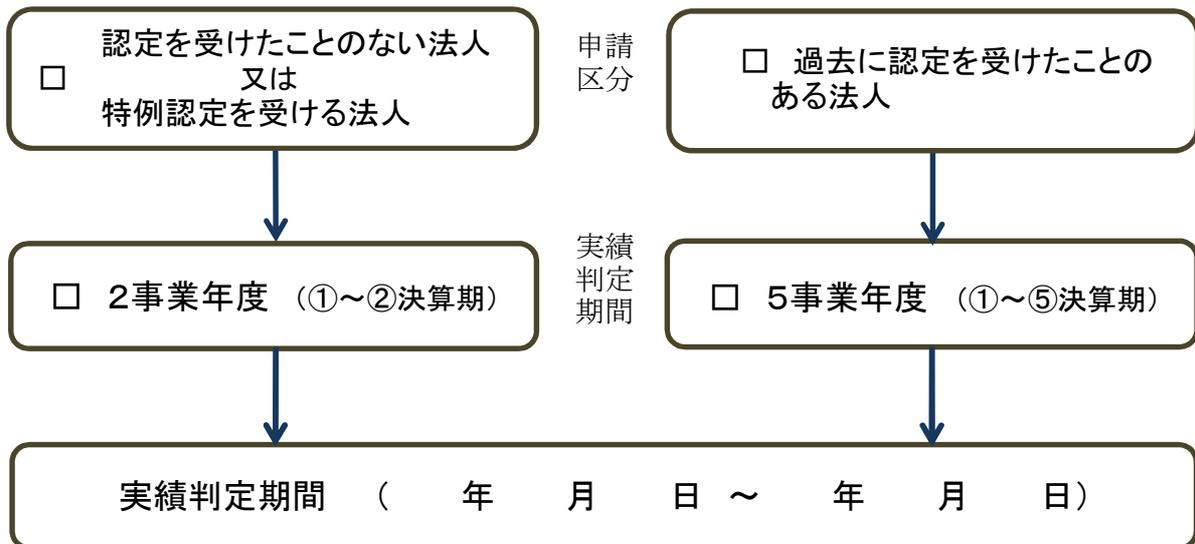 認定を受けたことのない法人
□ 又は
特例認定を受ける法人
申請
区分
□ 過去に認定を受けたことの
ある法人
□ 2事業年度 (①~②決算期)
実績
判定
期間
□ 5事業年度 (①~⑤決算期)
実績判定期間 ( 年 月 日 ~ 年 月 日)